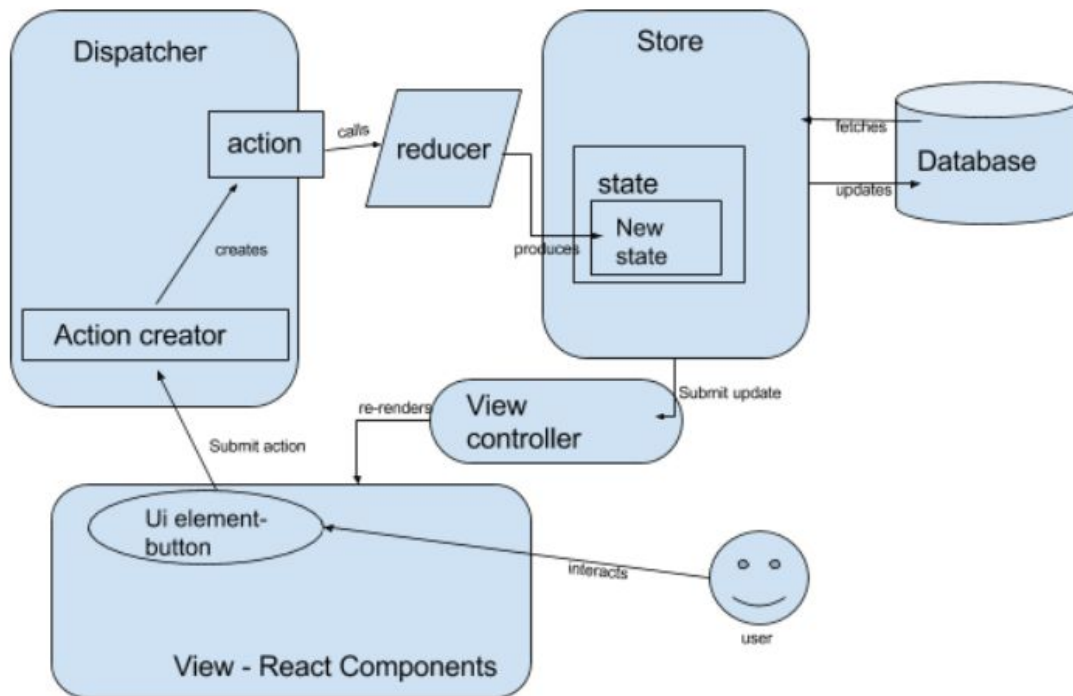 Dispatcher
Store
action
calls
reducer
fetches
Database
updates
state
New
state
produces
creates
Action creator
Submit update
re-renders
View
controller
Submit action
Ui element-
button
interacts
user
View - React Components